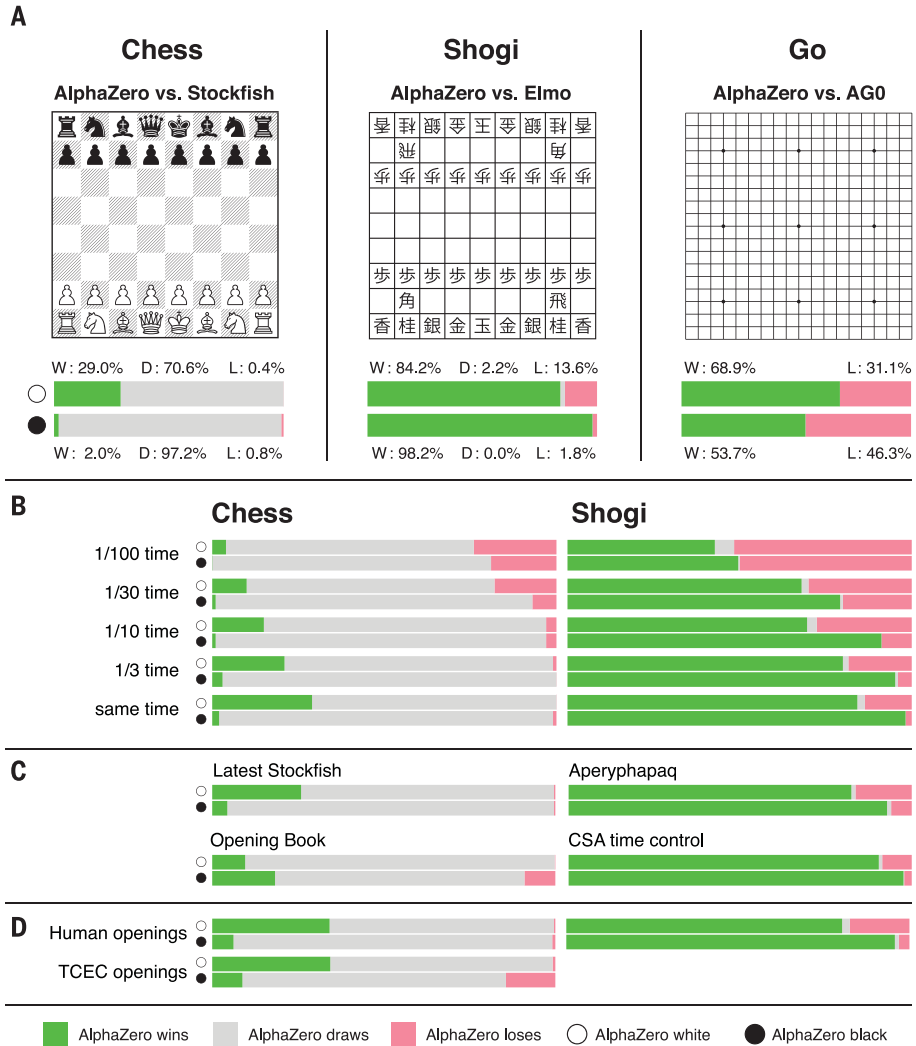 A
Chess
Shogi
Go
AlphaZero vs. Stockfish
AlphaZero vs. Elmo
AlphaZero vs. AG0
香 桂 銀 金 玉 金 銀 桂 香
飛 角
歩 歩 歩 歩 歩 歩 歩 歩 歩
歩 歩 歩 歩 歩 歩 歩 歩 歩
角 飛
香 桂 銀 金 玉 金 銀 桂 香
W: 29.0% D: 70.6% L: 0.4%
W: 84.2% D: 2.2% L: 13.6%
W: 68.9% L: 31.1%
W: 2.0% D: 97.2% L: 0.8%
W: 98.2% D: 0.0% L: 1.8%
W: 53.7% L: 46.3%
B
Chess
Shogi
1/100 time
1/30 time
1/10 time
1/3 time
same time
C
Latest Stockfish
Aperyphapaq
Opening Book
CSA time control
D
Human openings
TCEC openings
AlphaZero wins
AlphaZero draws
AlphaZero loses
AlphaZero white
AlphaZero black